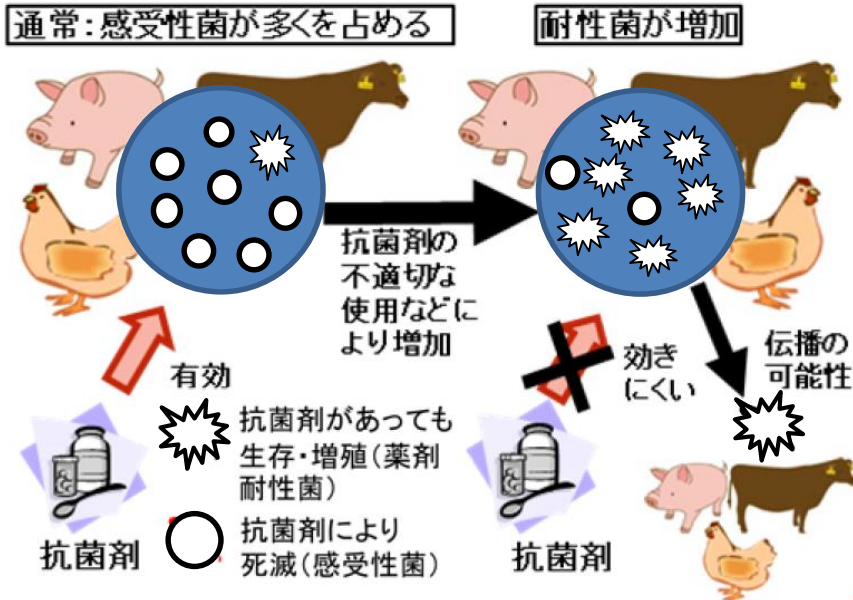 通常:感受性菌が多くを占める
耐性菌が増加
抗菌剤の
不適切な
使用などに
より増加
有効
効き
にくい
伝播の
可能性
抗菌剤があっても
生存・増殖(薬剤
耐性菌)
抗菌剤により
死滅(感受性菌)
抗菌剤
抗菌剤